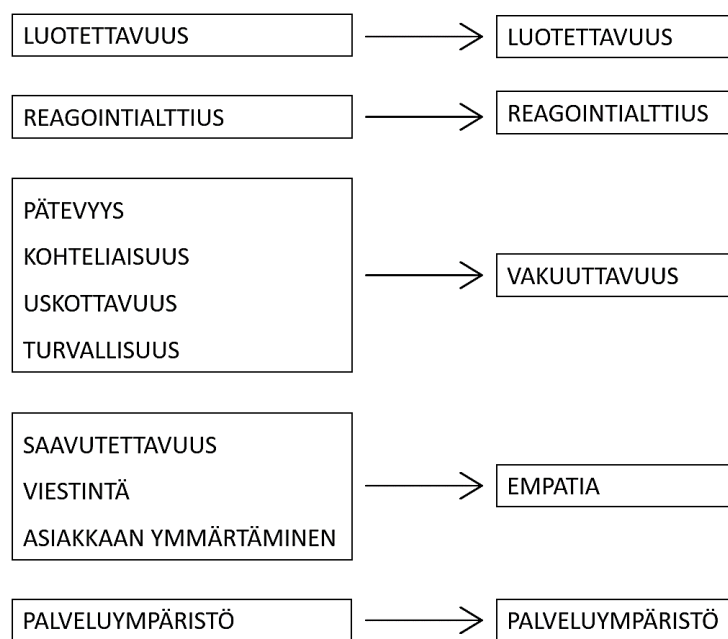 LUOTETTAVUUS
LUOTETTAVUUS
REAGOINTIALTTIUS
REAGOINTIALTTIUS
PÄTEVYYS
KOHTELIAISUUS
USKOTTAVUUS
TURVALLISUUS
VAKUUTTAVUUS
SAAVUTETTAVUUS
VIESTINTÄ
ASIAKKAAN YMMÄRTÄMINEN
EMPATIA
PALVELUYMPÄRISTÖ
PALVELUYMPÄRISTÖ